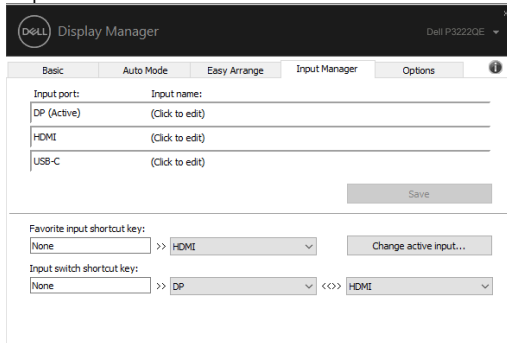 DELL Display Manager Dell P3222QE
Basic Auto Mode Easy Arrange Input Manager Options
Input port: Input name:
DP (Active) (Click to edit)
HDMI (Click to edit)
USB-C (Click to edit)
Save
Favorite input shortcut key:
None >> HDMI Change active input...
Input switch shortcut key:
None >> DP <<>> HDMI